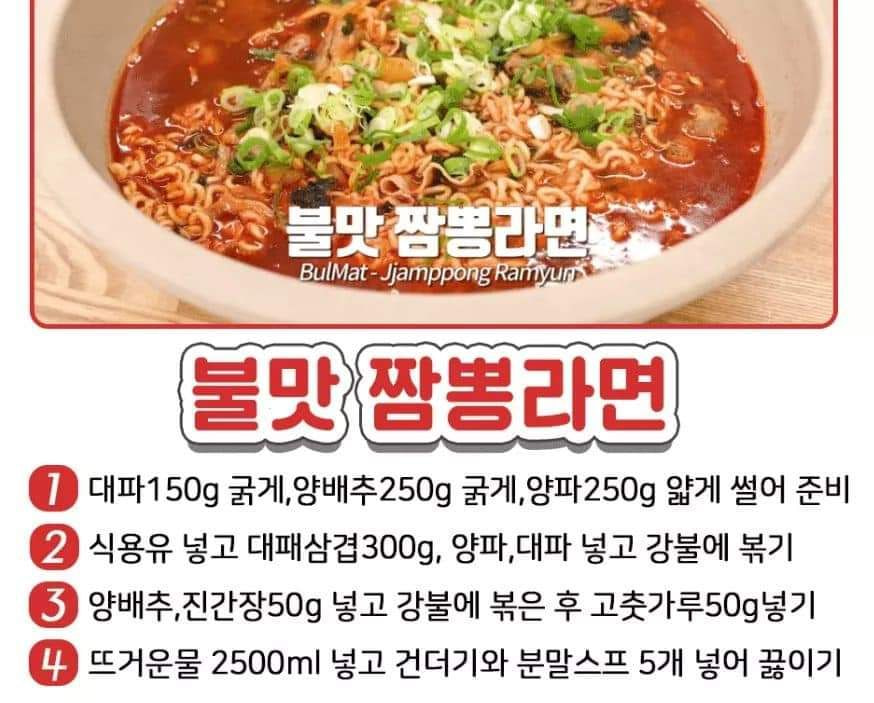 불맛 짬뽕라면
BulMat - Jjamppong Ramyun
불맛 짬뽕라면
1 대파150g 굵게,양배추250g 굵게,양파250g 얇게 썰어 준비
2 식용유 넣고 대패삼겹300g, 양파,대파 넣고 강불에 볶기
3 양배추,진간장50g 넣고 강불에 볶은 후 고춧가루50g넣기
4 뜨거운물 2500ml 넣고 건더기와 분말스프 5개 넣어 끓이기